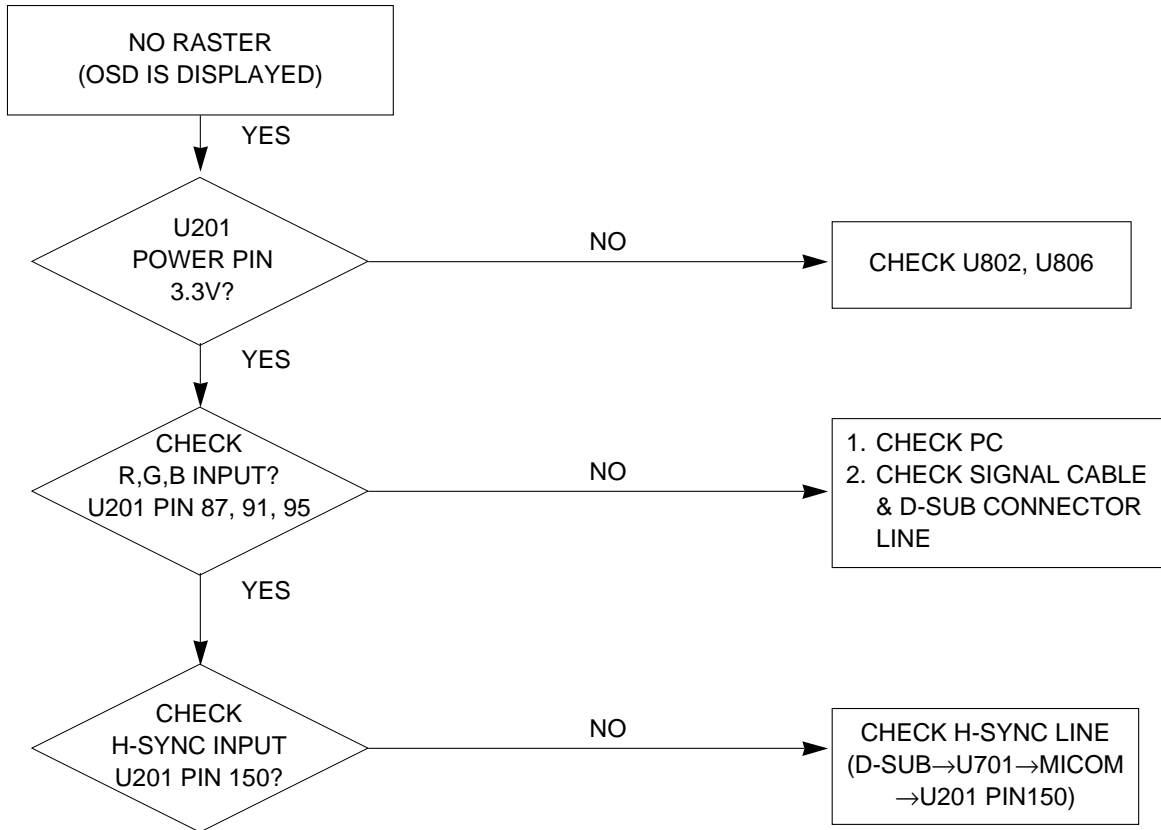 NO RASTER
(OSD IS DISPLAYED)
YES
U201
POWER PIN
3.3V?
NO
CHECK U802, U806
YES
CHECK
R,G,B INPUT?
U201 PIN 87, 91, 95
NO
1. CHECK PC
2. CHECK SIGNAL CABLE
& D-SUB CONNECTOR
LINE
YES
CHECK
H-SYNC INPUT
U201 PIN 150?
NO
CHECK H-SYNC LINE
(D-SUB→U701→MICOM
→U201 PIN150)